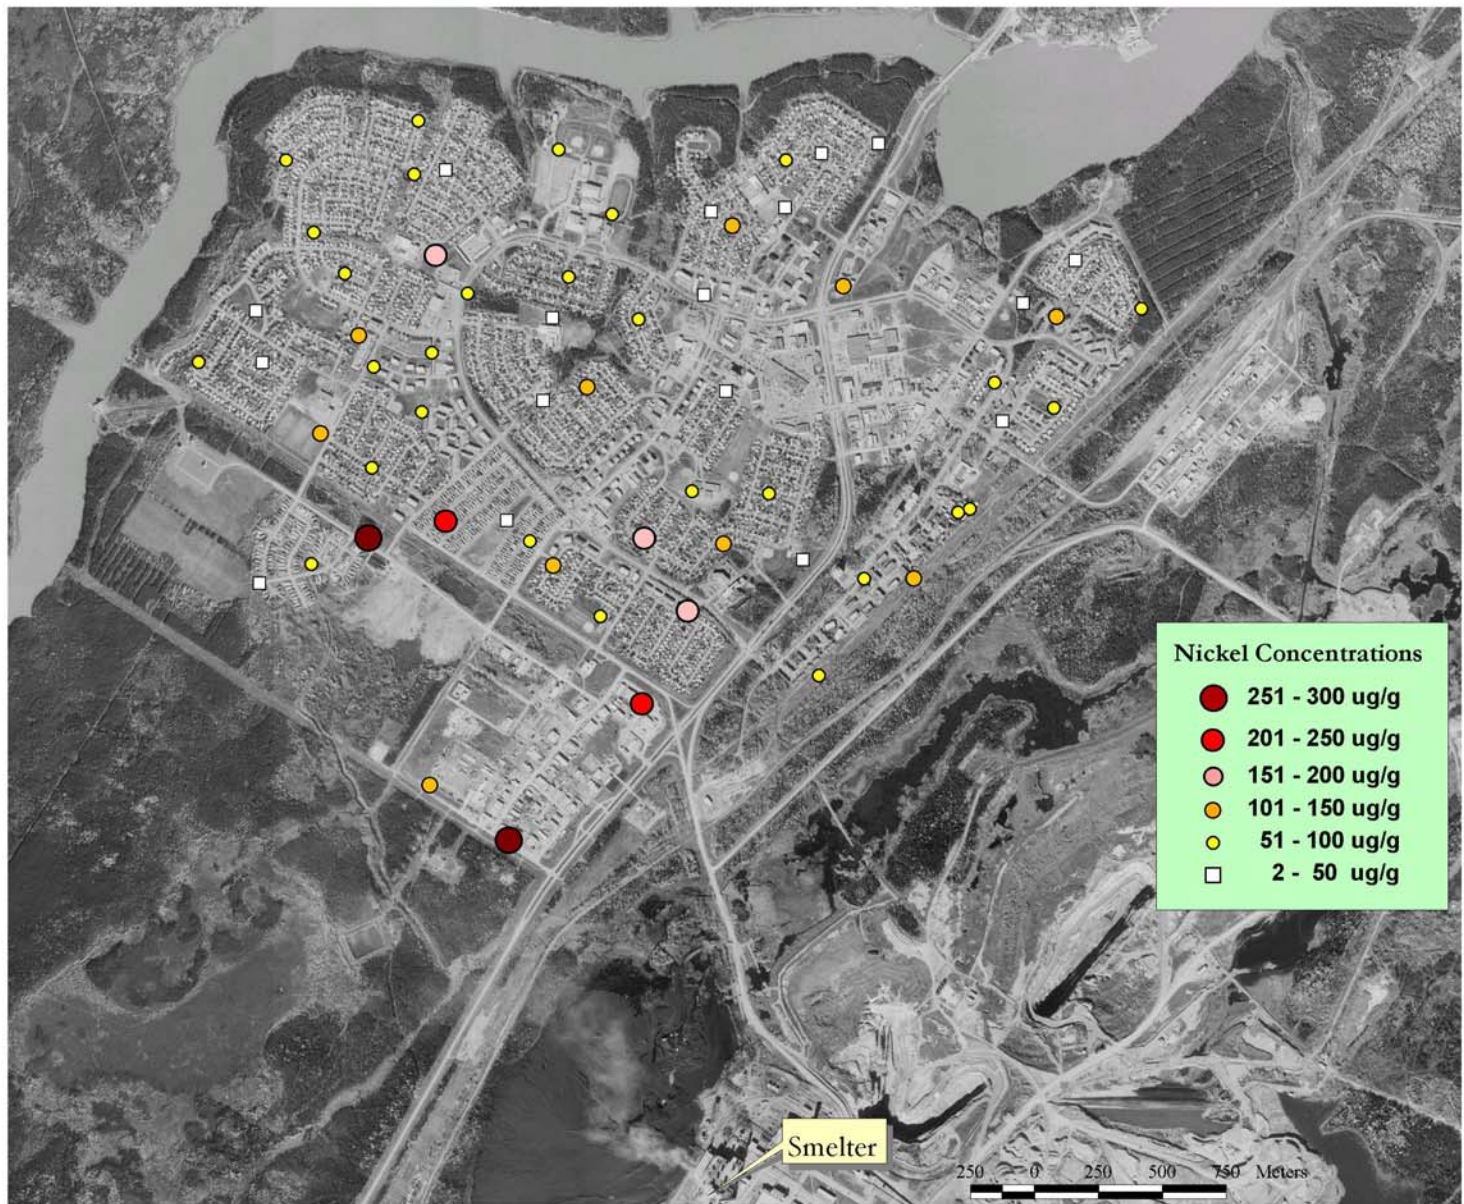 Nickel Concentrations
251 - 300 ug/g
201 - 250 ug/g
151 - 200 ug/g
101 - 150 ug/g
51 - 100 ug/g
2 - 50 ug/g
Smelter
250 0 250 500 750 Meters